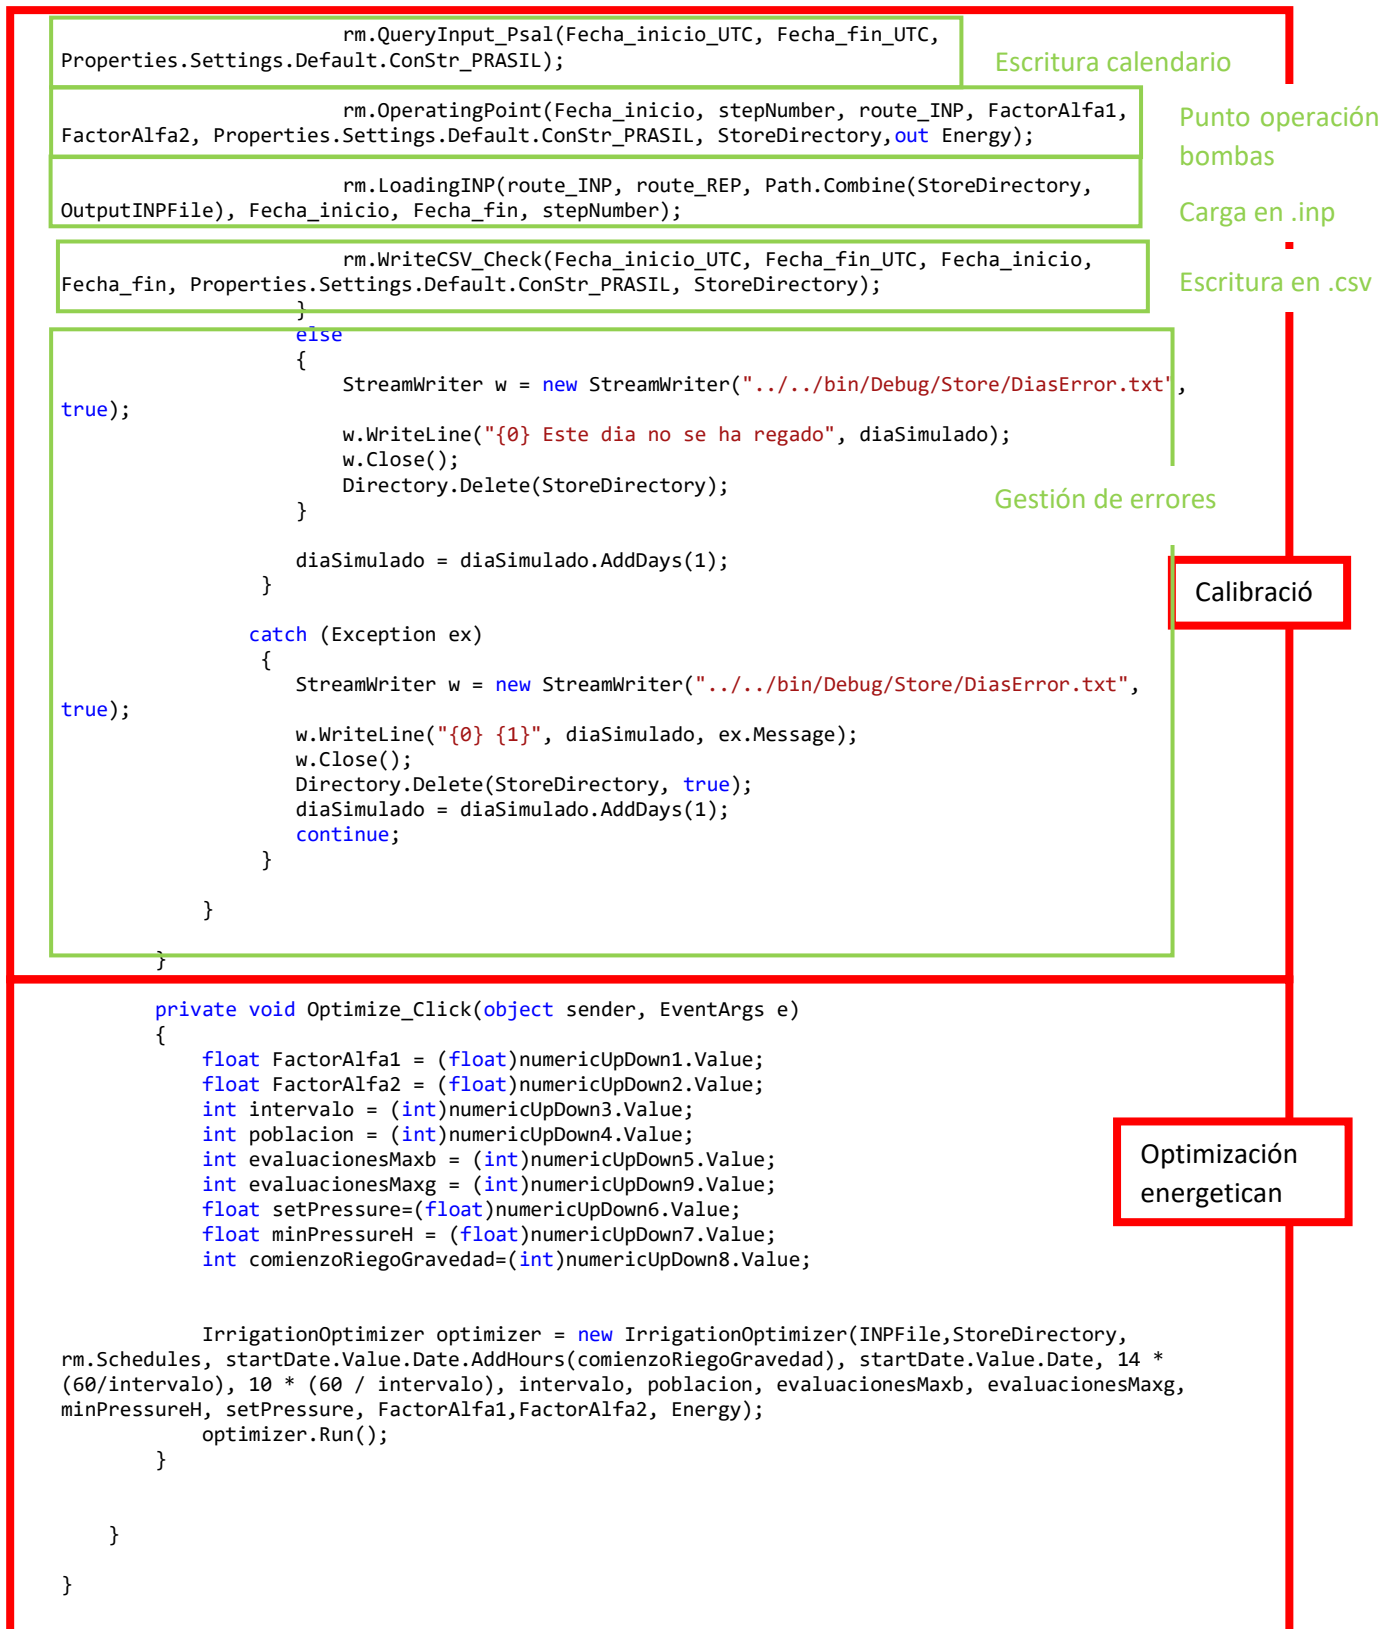 rm.QueryInput_Psal(Fecha_inicio_UTC, Fecha_fin_UTC,
Properties.Settings.Default.ConStr_PRASIL);
Escritura calendario
rm.OperatingPoint(Fecha_inicio, stepNumber, route_INP, FactorAlfa1,
FactorAlfa2, Properties.Settings.Default.ConStr_PRASIL, StoreDirectory,out Energy);
Punto operación
bombas
rm.LoadingINP(route_INP, route_REP, Path.Combine(StoreDirectory,
OutputINPFile), Fecha_inicio, Fecha_fin, stepNumber);
Carga en .inp
rm.WriteCSV_Check(Fecha_inicio_UTC, Fecha_fin_UTC, Fecha_inicio,
Fecha_fin, Properties.Settings.Default.ConStr_PRASIL, StoreDirectory);
Escritura en .csv
}
else
{
StreamWriter w = new StreamWriter("../../bin/Debug/Store/DiasError.txt",
true);
w.WriteLine("{0} Este dia no se ha regado", diaSimulado);
w.Close();
Directory.Delete(StoreDirectory);
Gestión de errores
}
diaSimulado = diaSimulado.AddDays(1);
}
Calibració
catch (Exception ex)
{
StreamWriter w = new StreamWriter("../../bin/Debug/Store/DiasError.txt",
true);
w.WriteLine("{0} {1}", diaSimulado, ex.Message);
w.Close();
Directory.Delete(StoreDirectory, true);
diaSimulado = diaSimulado.AddDays(1);
continue;
}
}
}
private void Optimize_Click(object sender, EventArgs e)
{
float FactorAlfa1 = (float)numericUpDown1.Value;
float FactorAlfa2 = (float)numericUpDown2.Value;
int intervalo = (int)numericUpDown3.Value;
int poblacion = (int)numericUpDown4.Value;
int evaluacionesMaxb = (int)numericUpDown5.Value;
int evaluacionesMaxg = (int)numericUpDown9.Value;
float setPressure=(float)numericUpDown6.Value;
float minPressureH = (float)numericUpDown7.Value;
int comienzoRiegoGravedad=(int)numericUpDown8.Value;
Optimización
energetican
IrrigationOptimizer optimizer = new IrrigationOptimizer(INPFile,StoreDirectory,
rm.Schedules, startDate.Value.Date.AddHours(comienzoRiegoGravedad), startDate.Value.Date, 14 *
(60/intervalo), 10 * (60 / intervalo), intervalo, poblacion, evaluacionesMaxb, evaluacionesMaxg,
minPressureH, setPressure, FactorAlfa1,FactorAlfa2, Energy);
optimizer.Run();
}
}
}